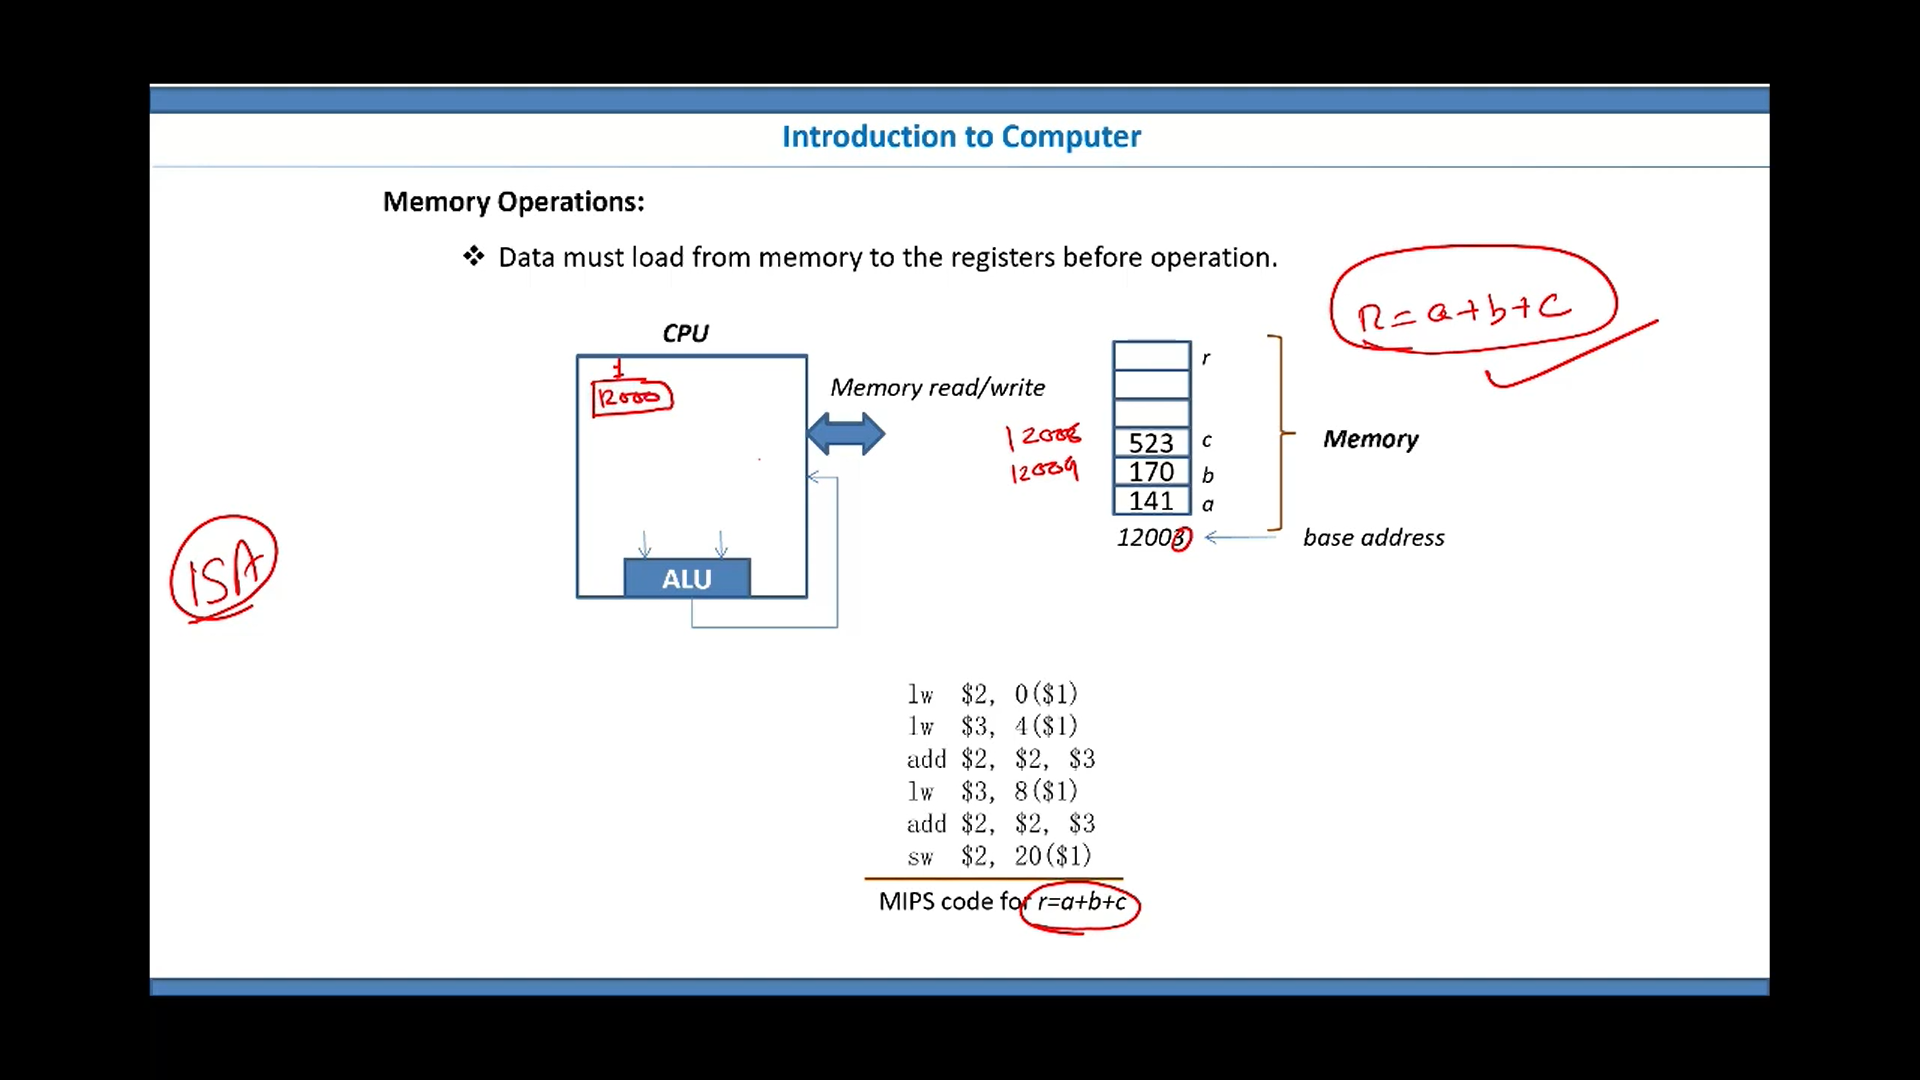 Introduction to Computer
Memory Operations:
❖ Data must load from memory to the registers before operation.
R=a+b+c
CPU
1
12000
Memory read/write
r
12008
523 c
Memory
12004
170 b
141 a
12003 base address
ISA
ALU
lw $2, 0($1)
lw $3, 4($1)
add $2, $2, $3
lw $3, 8($1)
add $2, $2, $3
sw $2, 20($1)
MIPS code for r=a+b+c